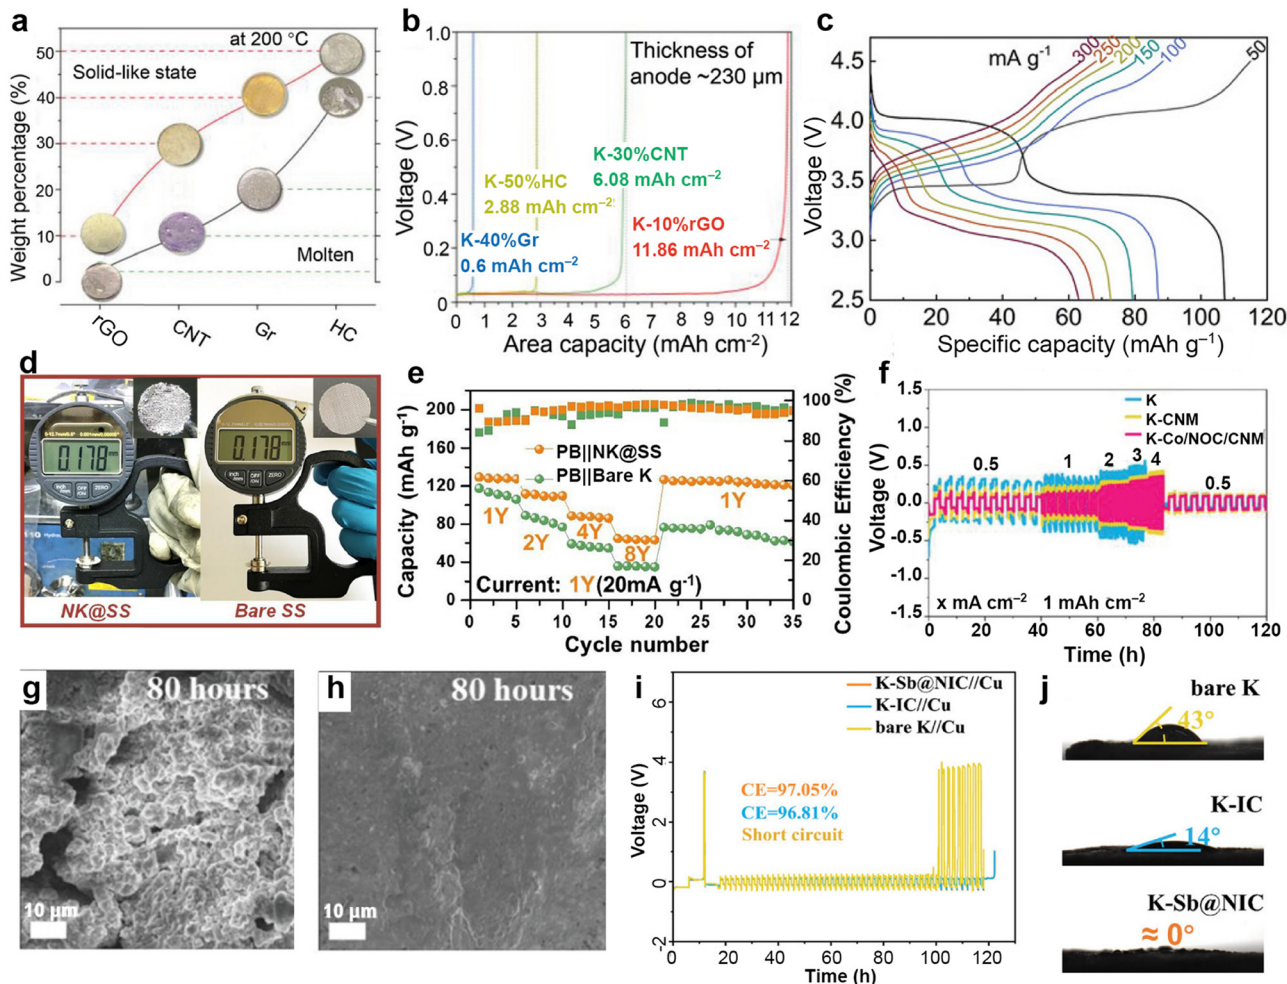 a
Weight percentage (%)
50
40
30
20
10
0
at 200 °C
Solid-like state
Molten
rGO
CNT
Gr
HC
b
Voltage (V)
1.0
0.8
0.6
0.4
0.2
0
Thickness of
anode ~230 μm
K-30%CNT
6.08 mAh cm⁻²
K-50%HC
2.88 mAh cm⁻²
K-10%rGO
11.86 mAh cm⁻²
K-40%Gr
0.6 mAh cm⁻²
0 1 2 3 4 5 6 7 8 9 10 11 12
Area capacity (mAh cm⁻²)
c
Voltage (V)
4.5
4.0
3.5
3.0
2.5
mA g⁻¹
300
250
200
150
100
50
0 20 40 60 80 100 120
Specific capacity (mAh g⁻¹)
d
0.178
mm
inch/mm
OFF/ON
ZERO
NK@SS
0.178
mm
inch/mm
OFF/ON
ZERO
Bare SS
e
Capacity (mAh g⁻¹)
200
160
120
80
40
0
PB||NK@SS
PB||Bare K
1Y
2Y
4Y
8Y
1Y
Current: 1Y(20mA g⁻¹)
0 5 10 15 20 25 30 35
Cycle number
100
80
60
40
20
0
Coulombic Efficiency (%)
f
Voltage (V)
1.5
1.0
0.5
0.0
-0.5
-1.0
-1.5
K
K-CNM
K-Co/NOC/CNM
0.5
1
2
3
4
0.5
x mA cm⁻² 1 mAh cm⁻²
0 20 40 60 80 100 120
Time (h)
g
80 hours
10 μm
h
80 hours
10 μm
i
Voltage (V)
6
4
2
0
-2
K-Sb@NIC//Cu
K-IC//Cu
bare K//Cu
CE=97.05%
CE=96.81%
Short circuit
0 20 40 60 80 100 120
Time (h)
j
bare K
43°
K-IC
14°
K-Sb@NIC
≈ 0°